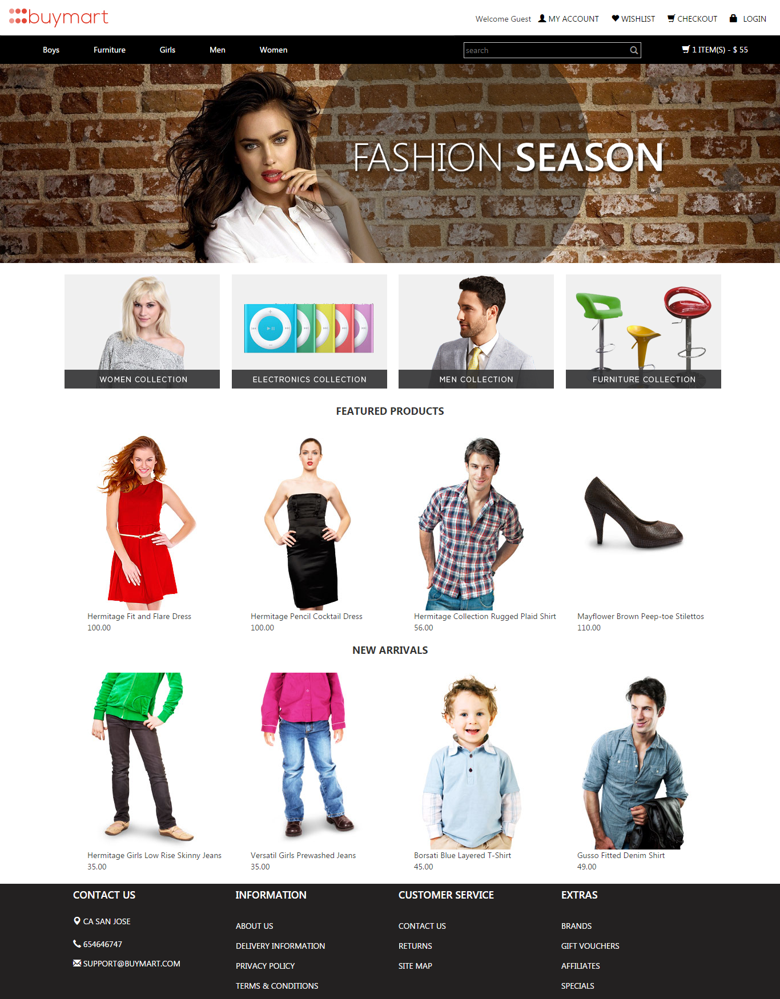 buymart
Welcome Guest MY ACCOUNT WISHLIST CHECKOUT LOGIN
Boys Furniture Girls Men Women search 1 ITEM(S) - $ 55
FASHION SEASON
WOMEN COLLECTION ELECTRONICS COLLECTION MEN COLLECTION FURNITURE COLLECTION
FEATURED PRODUCTS
Hermitage Fit and Flare Dress Hermitage Pencil Cocktail Dress Hermitage Collection Rugged Plaid Shirt Mayflower Brown Peep-toe Stilettos
100.00 100.00 56.00 110.00
NEW ARRIVALS
Hermitage Girls Low Rise Skinny Jeans Versatil Girls Prewashed Jeans Borsati Blue Layered T-Shirt Gusso Fitted Denim Shirt
35.00 35.00 45.00 49.00
CONTACT US
CA SAN JOSE
654646747
SUPPORT@BUYMART.COM
INFORMATION
ABOUT US
DELIVERY INFORMATION
PRIVACY POLICY
TERMS & CONDITIONS
CUSTOMER SERVICE
CONTACT US
RETURNS
SITE MAP
EXTRAS
BRANDS
GIFT VOUCHERS
AFFILIATES
SPECIALS